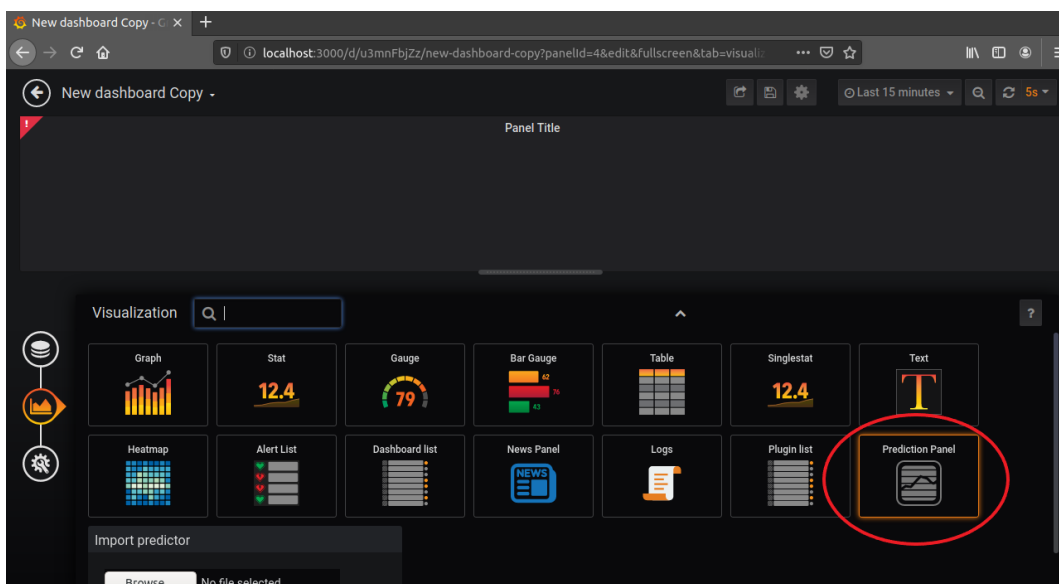 New dashboard Copy - G
localhost:3000/d/u3mnFbjZz/new-dashboard-copy?panelId=4&edit&fullscreen&tab=visuali
New dashboard Copy
Last 15 minutes
5s
!
Panel Title
Visualization
?
Graph
Stat
Gauge
Bar Gauge
Table
Singlestat
Text
12.4
79
62
76
43
12.4
T
Heatmap
Alert List
Dashboard list
News Panel
Logs
Plugin list
Prediction Panel
NEWS
Import predictor
Browse... No file selected.